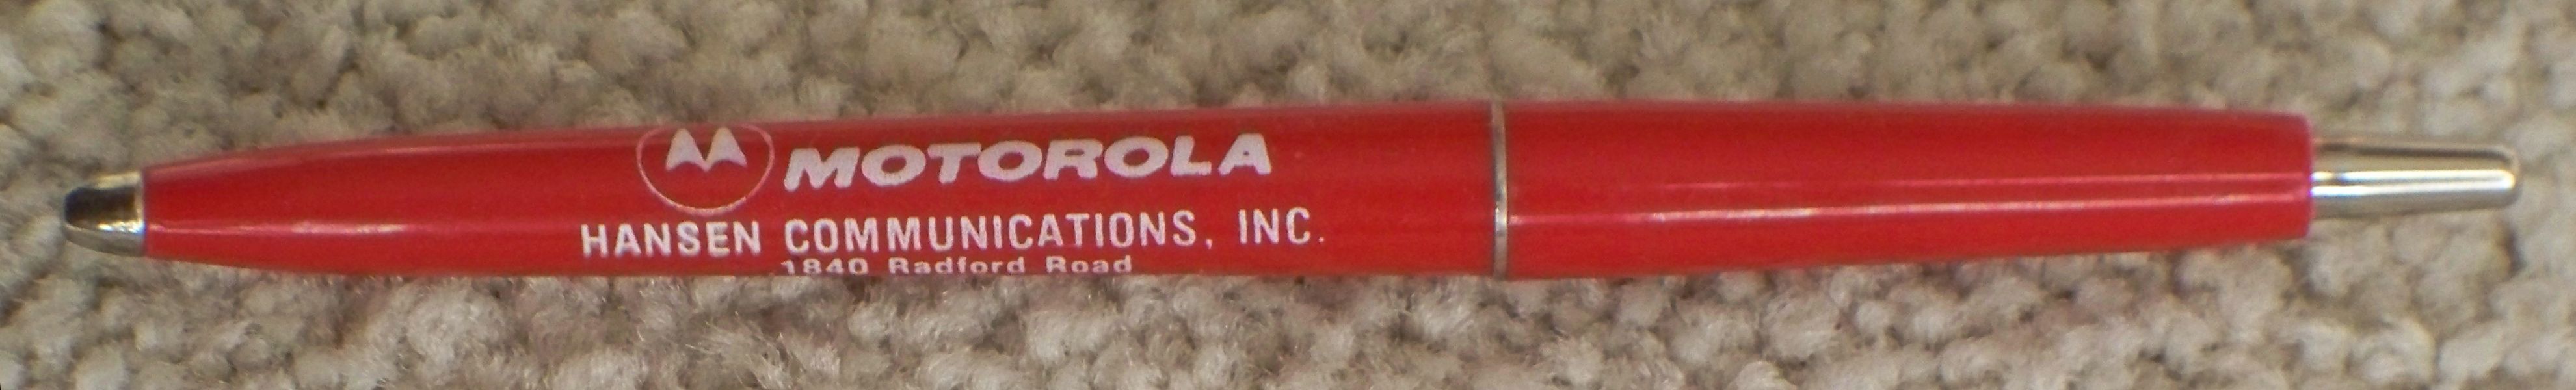 MOTOROLA
HANSEN COMMUNICATIONS, INC.
1840 Radford Road